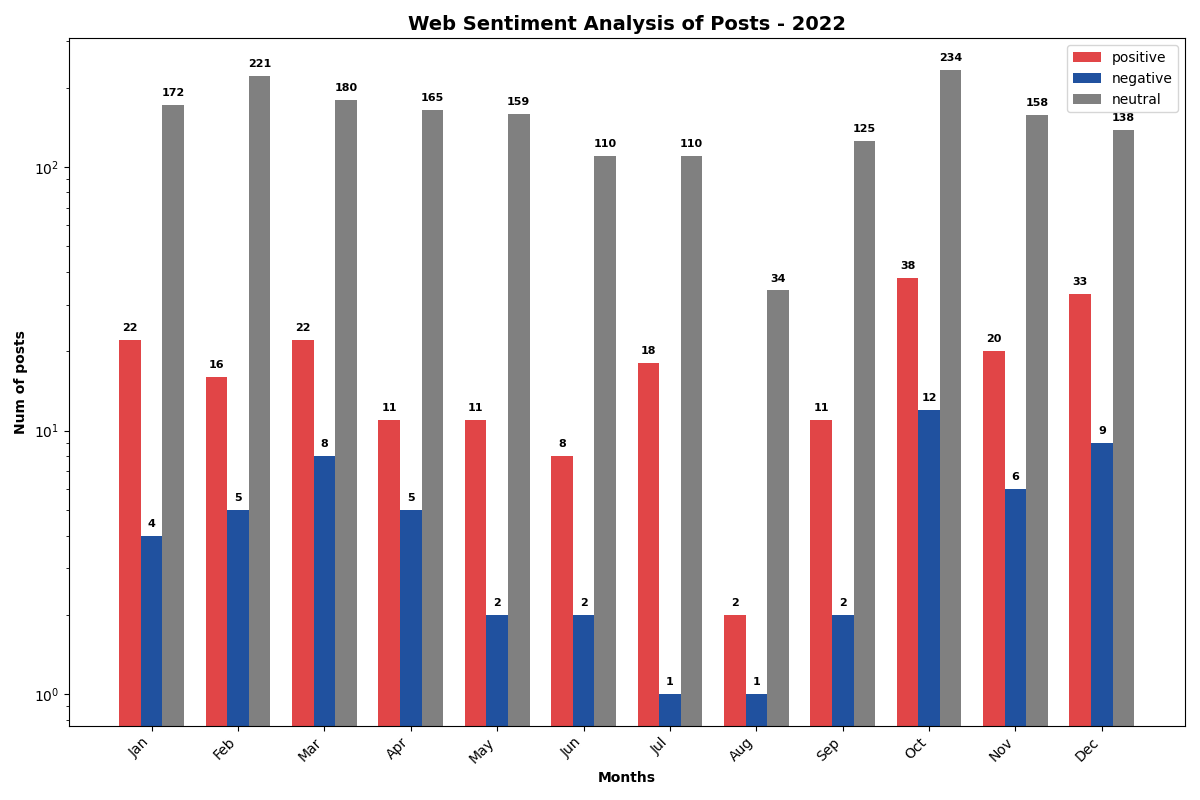 Web Sentiment Analysis of Posts - 2022
positive
negative
neutral
Num of posts
10²
10¹
10⁰
22 4 172
16 5 221
22 8 180
11 5 165
11 2 159
8 2 110
18 1 110
2 1 34
11 2 125
38 12 234
20 6 158
33 9 138
Jan Feb Mar Apr May Jun Jul Aug Sep Oct Nov Dec
Months